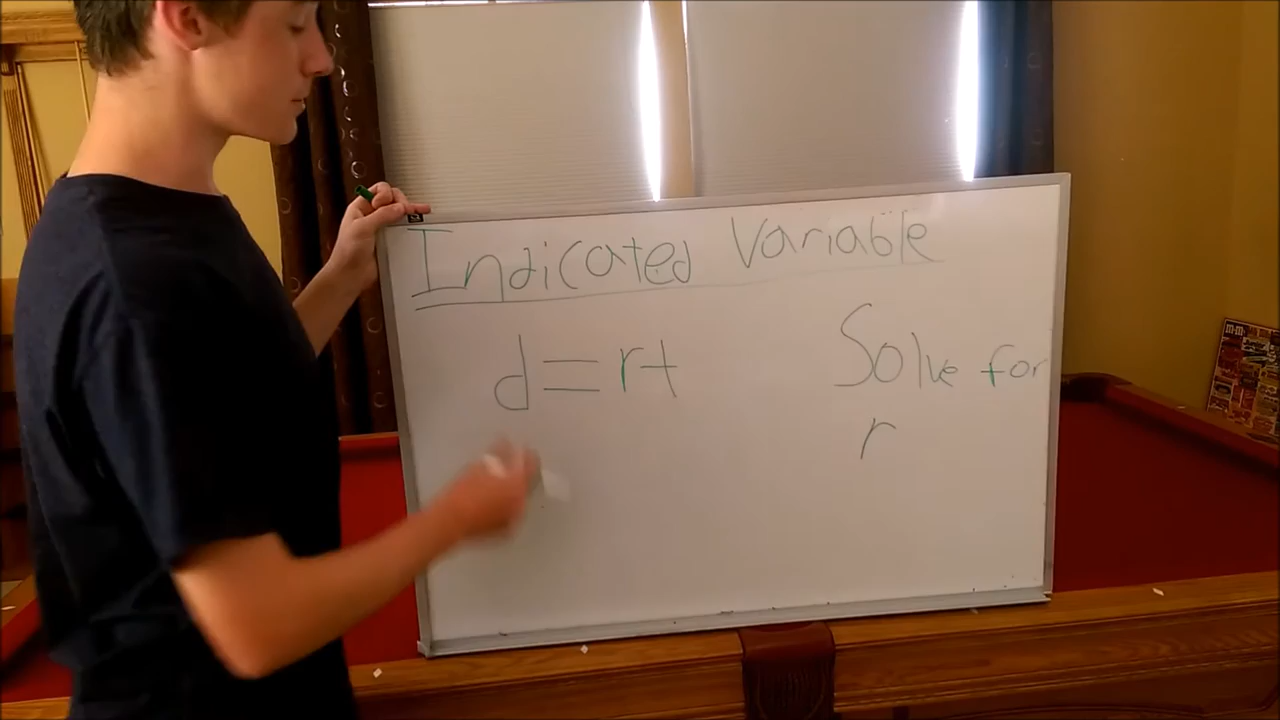 Indicated Variable
d=rt
Solve for
r
m&m